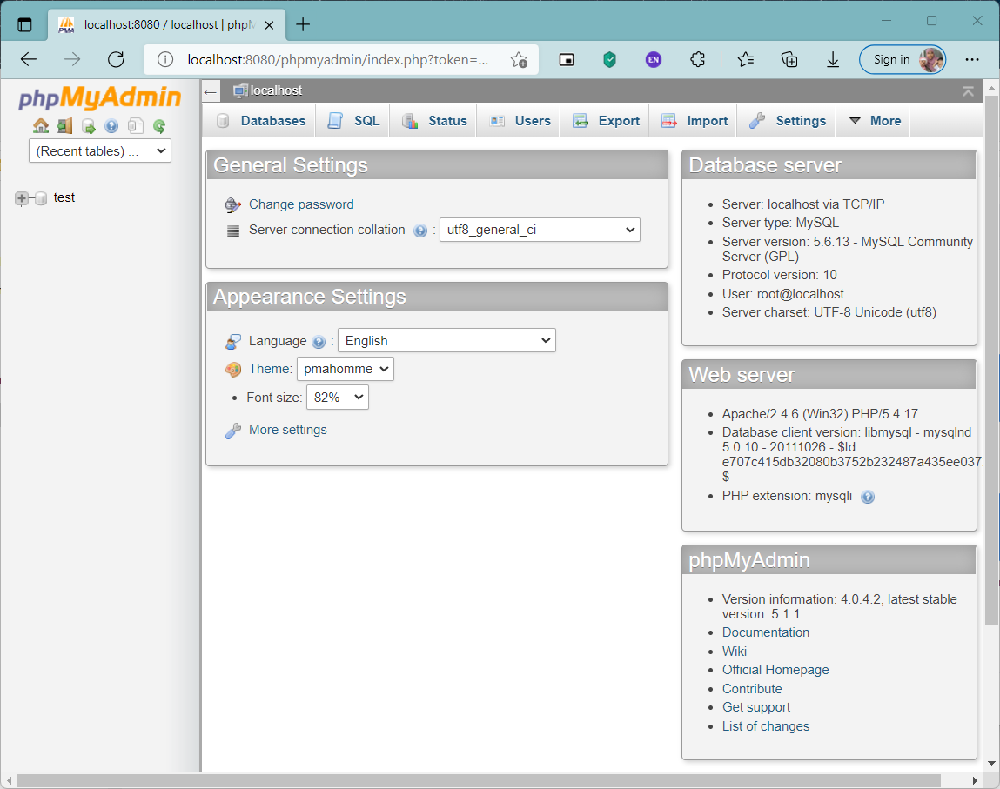 localhost:8080 / localhost | phpM
localhost:8080/phpmyadmin/index.php?token=...
EN
Sign in
phpMyAdmin
(Recent tables) ...
test
localhost
Databases
SQL
Status
Users
Export
Import
Settings
More
General Settings
Change password
Server connection collation : utf8_general_ci
Appearance Settings
Language : English
Theme: pmahomme
Font size: 82%
More settings
Database server
Server: localhost via TCP/IP
Server type: MySQL
Server version: 5.6.13 - MySQL Community
Server (GPL)
Protocol version: 10
User: root@localhost
Server charset: UTF-8 Unicode (utf8)
Web server
Apache/2.4.6 (Win32) PHP/5.4.17
Database client version: libmysql - mysqlnd
5.0.10 - 20111026 - $Id:
e707c415db32080b3752b232487a435ee037
$
PHP extension: mysqli
phpMyAdmin
Version information: 4.0.4.2, latest stable
version: 5.1.1
Documentation
Wiki
Official Homepage
Contribute
Get support
List of changes